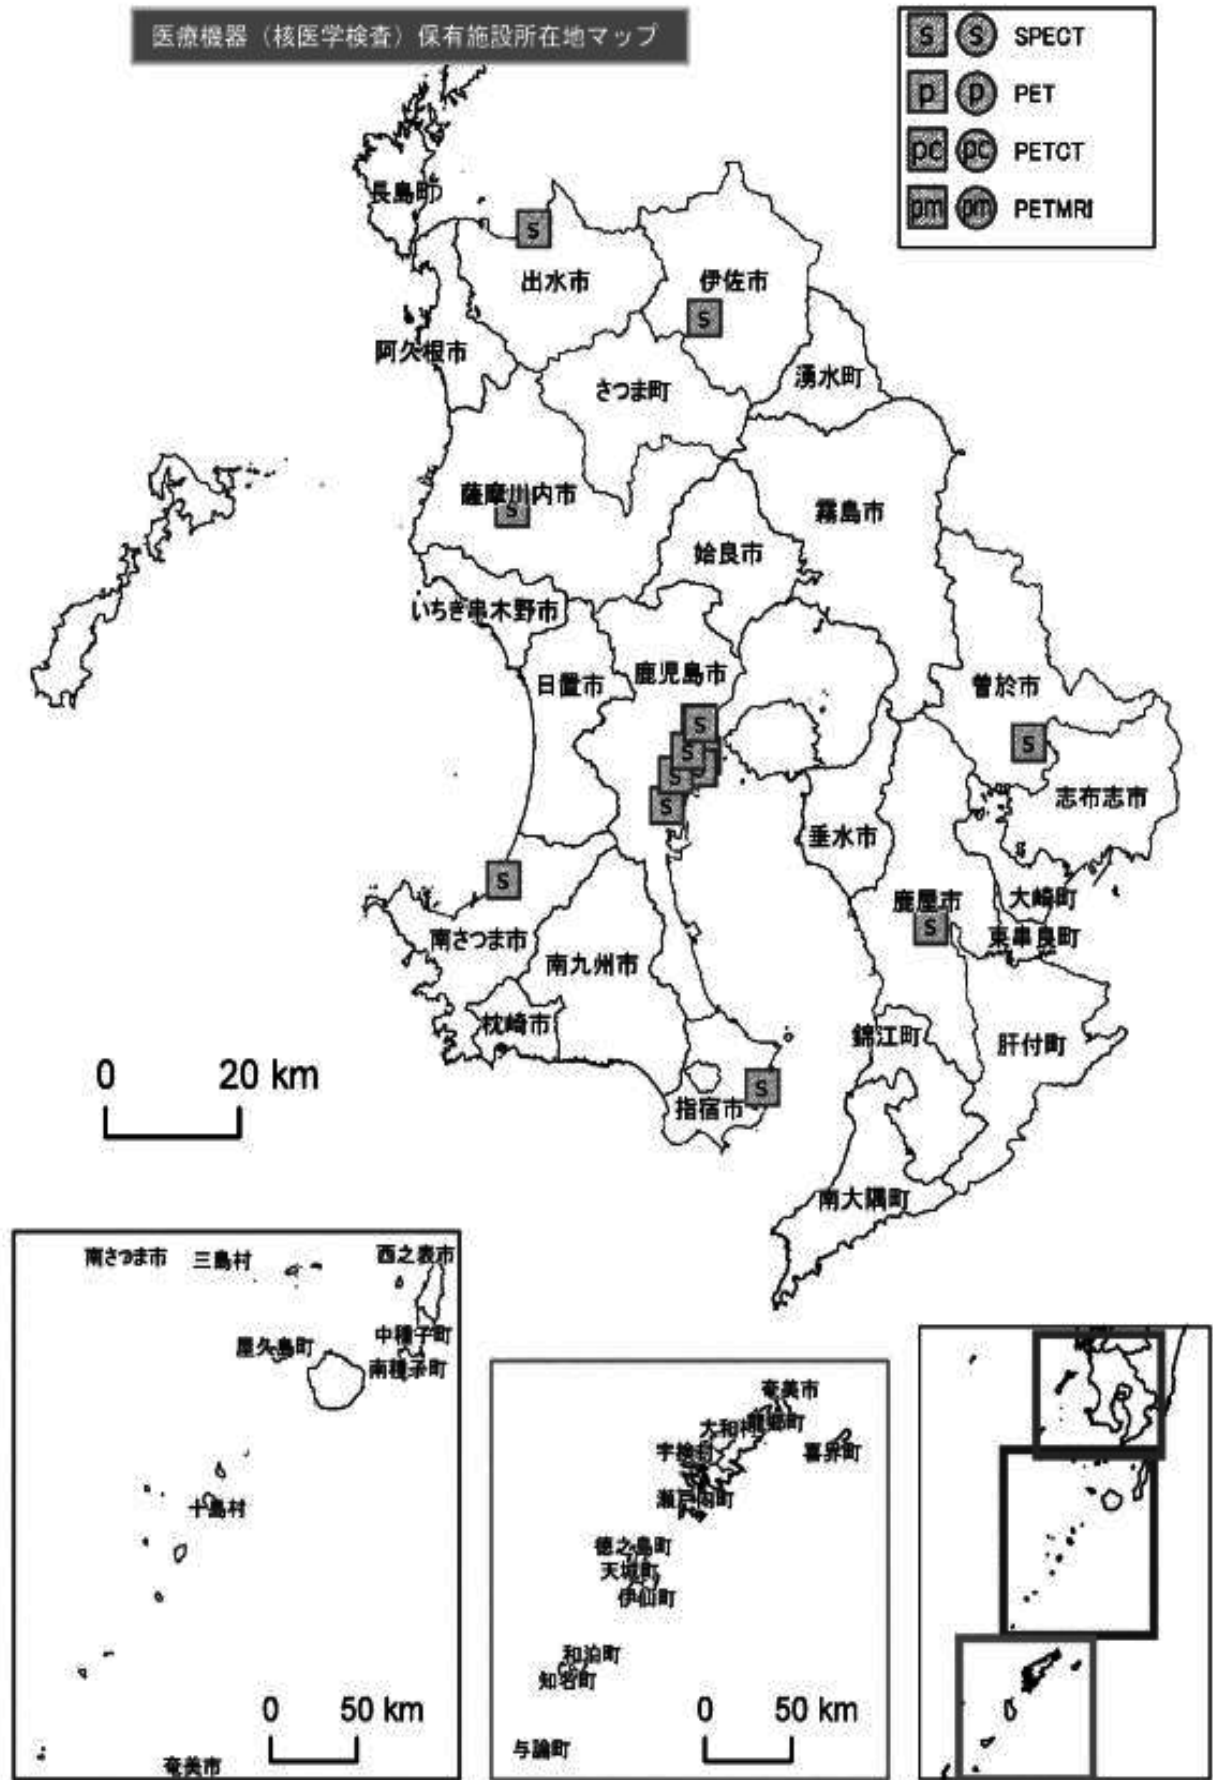 医療機器（核医学検査）保有施設所在地マップ
S S SPECT
p p PET
pc pc PETCT
pm pm PETMRI
長島町
S
出水市
伊佐市
S
阿久根市
湧水町
さつま町
薩摩川内市
S
霧島市
姶良市
いちき串木野市
鹿児島市
日置市
曽於市
S
S
S
S
S
S
志布志市
垂水市
S
鹿屋市
大崎町
S
南さつま市
東串良町
南九州市
枕崎市
錦江町
肝付町
0 20 km
S
指宿市
南大隅町
南さつま市
三島村
西之表市
中種子町
屋久島町
南種子町
十島村
0 50 km
奄美市
奄美市
龍郷町
大和村
喜界町
宇検村
瀬戸内町
徳之島町
天城町
伊仙町
和泊町
知名町
0 50 km
与論町